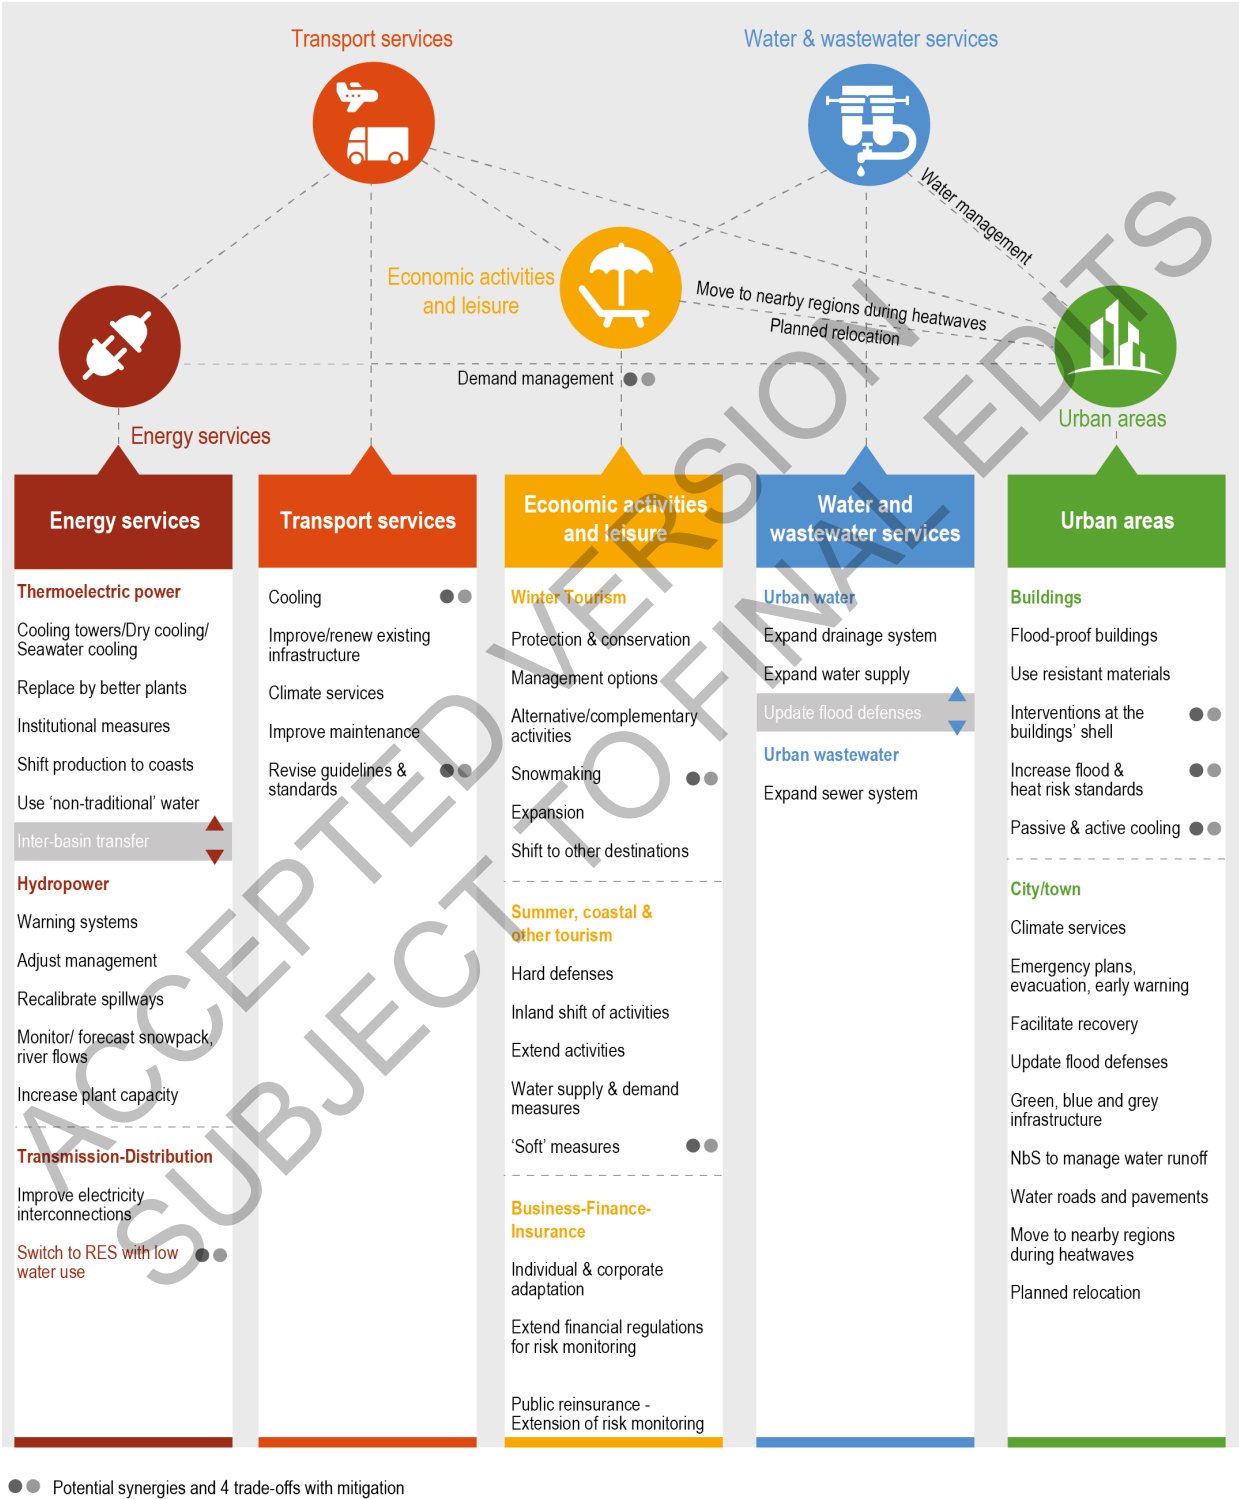 Transport services
Water & wastewater services
Water management
Economic activities
and leisure
Move to nearby regions during heatwaves
Planned relocation
Demand management
Energy services
Urban areas
Energy services
Thermoelectric power
Cooling towers/Dry cooling/
Seawater cooling
Replace by better plants
Institutional measures
Shift production to coasts
Use ‘non-traditional’ water
Inter-basin transfer
Hydropower
Warning systems
Adjust management
Recalibrate spillways
Monitor/ forecast snowpack,
river flows
Increase plant capacity
Transmission-Distribution
Improve electricity
interconnections
Switch to RES with low
water use
Transport services
Cooling
Improve/renew existing
infrastructure
Climate services
Improve maintenance
Revise guidelines &
standards
Economic activities
and leisure
Winter Tourism
Protection & conservation
Management options
Alternative/complementary
activities
Snowmaking
Expansion
Shift to other destinations
Summer, coastal &
other tourism
Hard defenses
Inland shift of activities
Extend activities
Water supply & demand
measures
‘Soft’ measures
Business-Finance-
Insurance
Individual & corporate
adaptation
Extend financial regulations
for risk monitoring
Public reinsurance -
Extension of risk monitoring
Water and
wastewater services
Urban water
Expand drainage system
Expand water supply
Update flood defenses
Urban wastewater
Expand sewer system
Urban areas
Buildings
Flood-proof buildings
Use resistant materials
Interventions at the
buildings’ shell
Increase flood &
heat risk standards
Passive & active cooling
City/town
Climate services
Emergency plans,
evacuation, early warning
Facilitate recovery
Update flood defenses
Green, blue and grey
infrastructure
NbS to manage water runoff
Water roads and pavements
Move to nearby regions
during heatwaves
Planned relocation
Potential synergies and 4 trade-offs with mitigation
ACCEPTED VERSION
SUBJECT TO FINAL EDITS